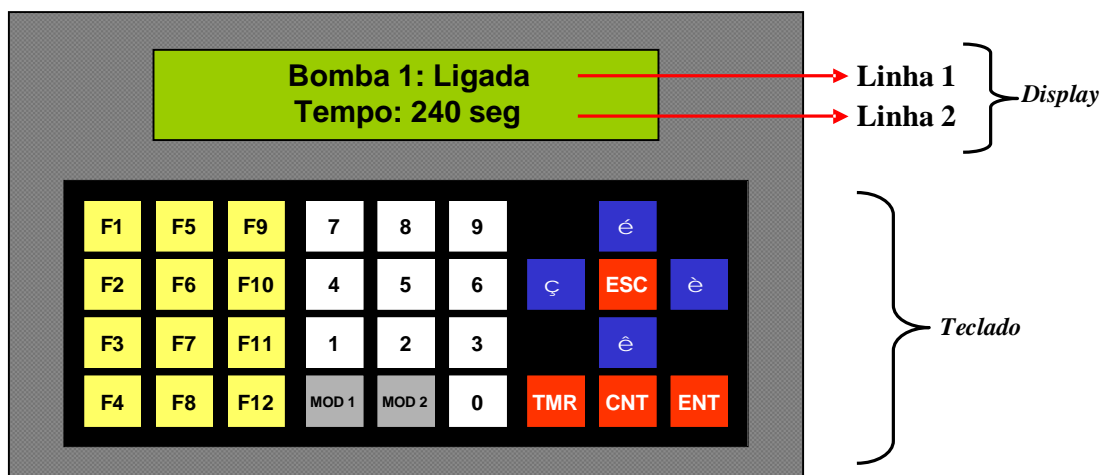 Bomba 1: Ligada
Tempo: 240 seg
Linha 1
Linha 2
Display
F1 F5 F9 7 8 9 é
F2 F6 F10 4 5 6 ç ESC è
F3 F7 F11 1 2 3 ê
F4 F8 F12 MOD 1 MOD 2 0 TMR CNT ENT
Teclado